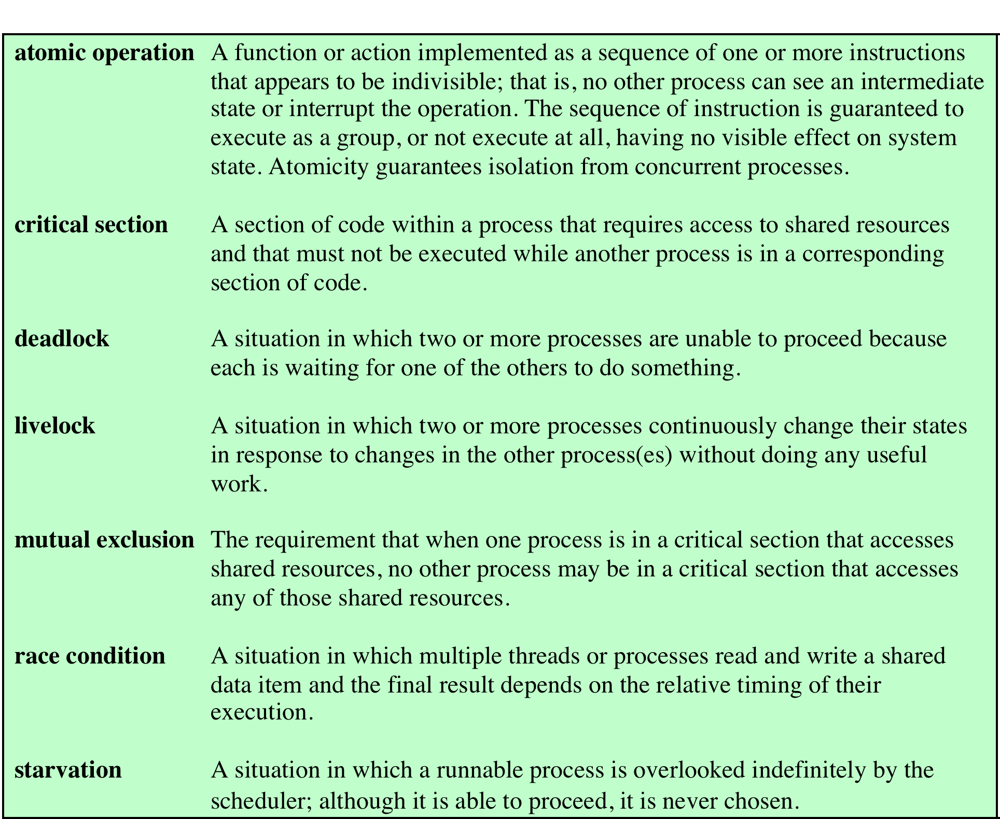 atomic operation A function or action implemented as a sequence of one or more instructions
that appears to be indivisible; that is, no other process can see an intermediate
state or interrupt the operation. The sequence of instruction is guaranteed to
execute as a group, or not execute at all, having no visible effect on system
state. Atomicity guarantees isolation from concurrent processes.
critical section A section of code within a process that requires access to shared resources
and that must not be executed while another process is in a corresponding
section of code.
deadlock A situation in which two or more processes are unable to proceed because
each is waiting for one of the others to do something.
livelock A situation in which two or more processes continuously change their states
in response to changes in the other process(es) without doing any useful
work.
mutual exclusion The requirement that when one process is in a critical section that accesses
shared resources, no other process may be in a critical section that accesses
any of those shared resources.
race condition A situation in which multiple threads or processes read and write a shared
data item and the final result depends on the relative timing of their
execution.
starvation A situation in which a runnable process is overlooked indefinitely by the
scheduler; although it is able to proceed, it is never chosen.